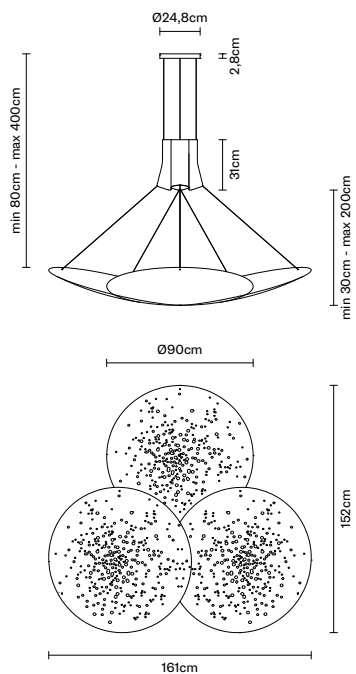 Ø24,8cm
2,8cm
min 80cm - max 400cm
31cm
min 30cm - max 200cm
Ø90cm
152cm
161cm